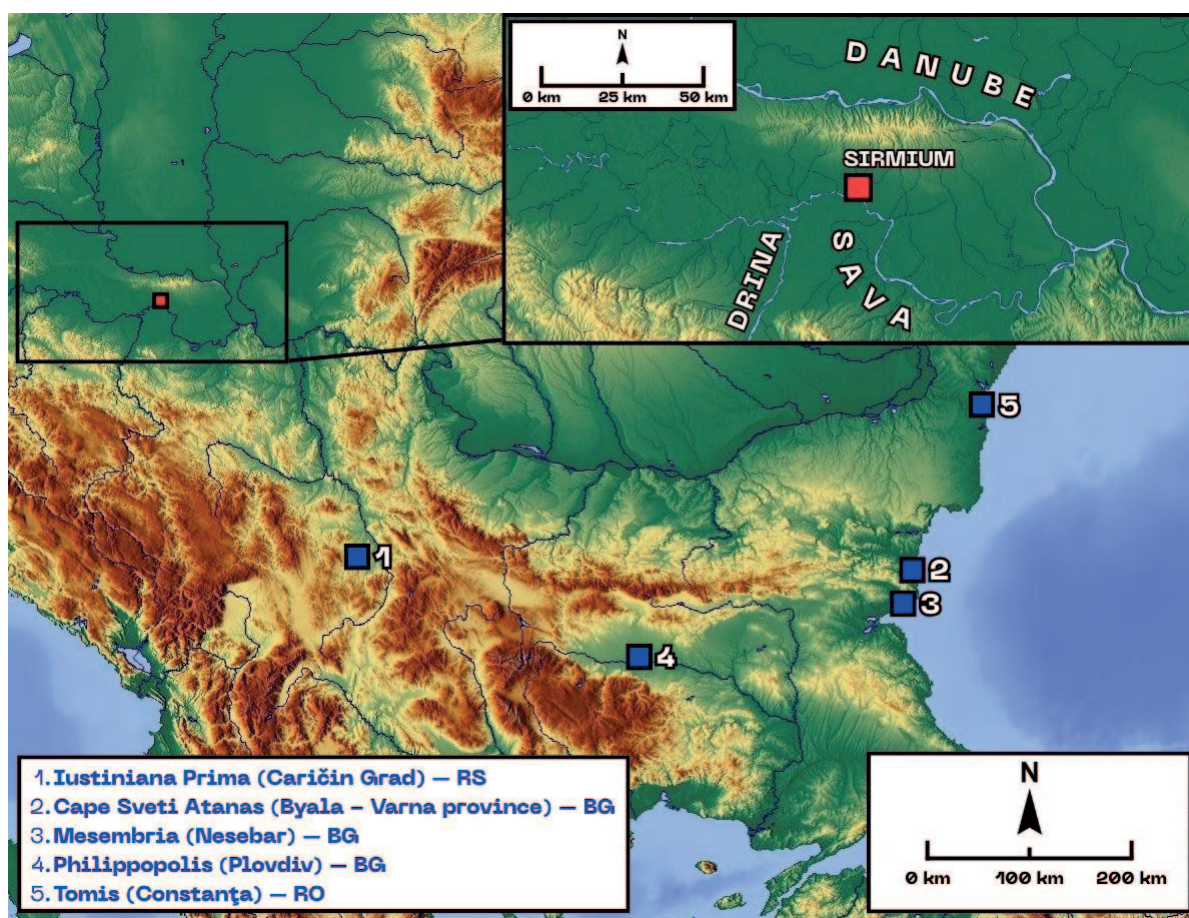 N
0 km 25 km 50 km
DANUBE
SIRMIUM
DRINA
SAVA
5
1
2
3
4
1. Iustiniana Prima (Caričin Grad) – RS
2. Cape Sveti Atanas (Byala – Varna province) – BG
3. Mesembria (Nesebar) – BG
4. Philippopolis (Plovdiv) – BG
5. Tomis (Constanţa) – RO
N
0 km 100 km 200 km